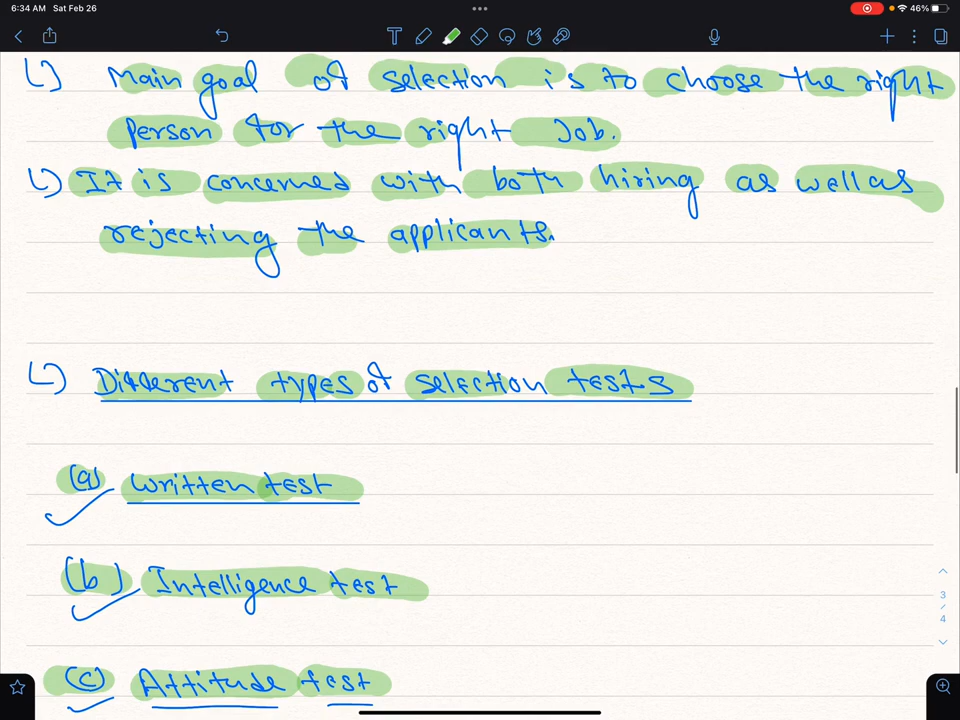 6:34 AM Sat Feb 26
46%
Main goal of selection is to choose the right
person for the right Job.
It is concerned with both hiring as well as
rejecting the applicants.
Different types of selection tests
(a) Written test
(b) Intelligence test
3
/
4
(c) Attitude test